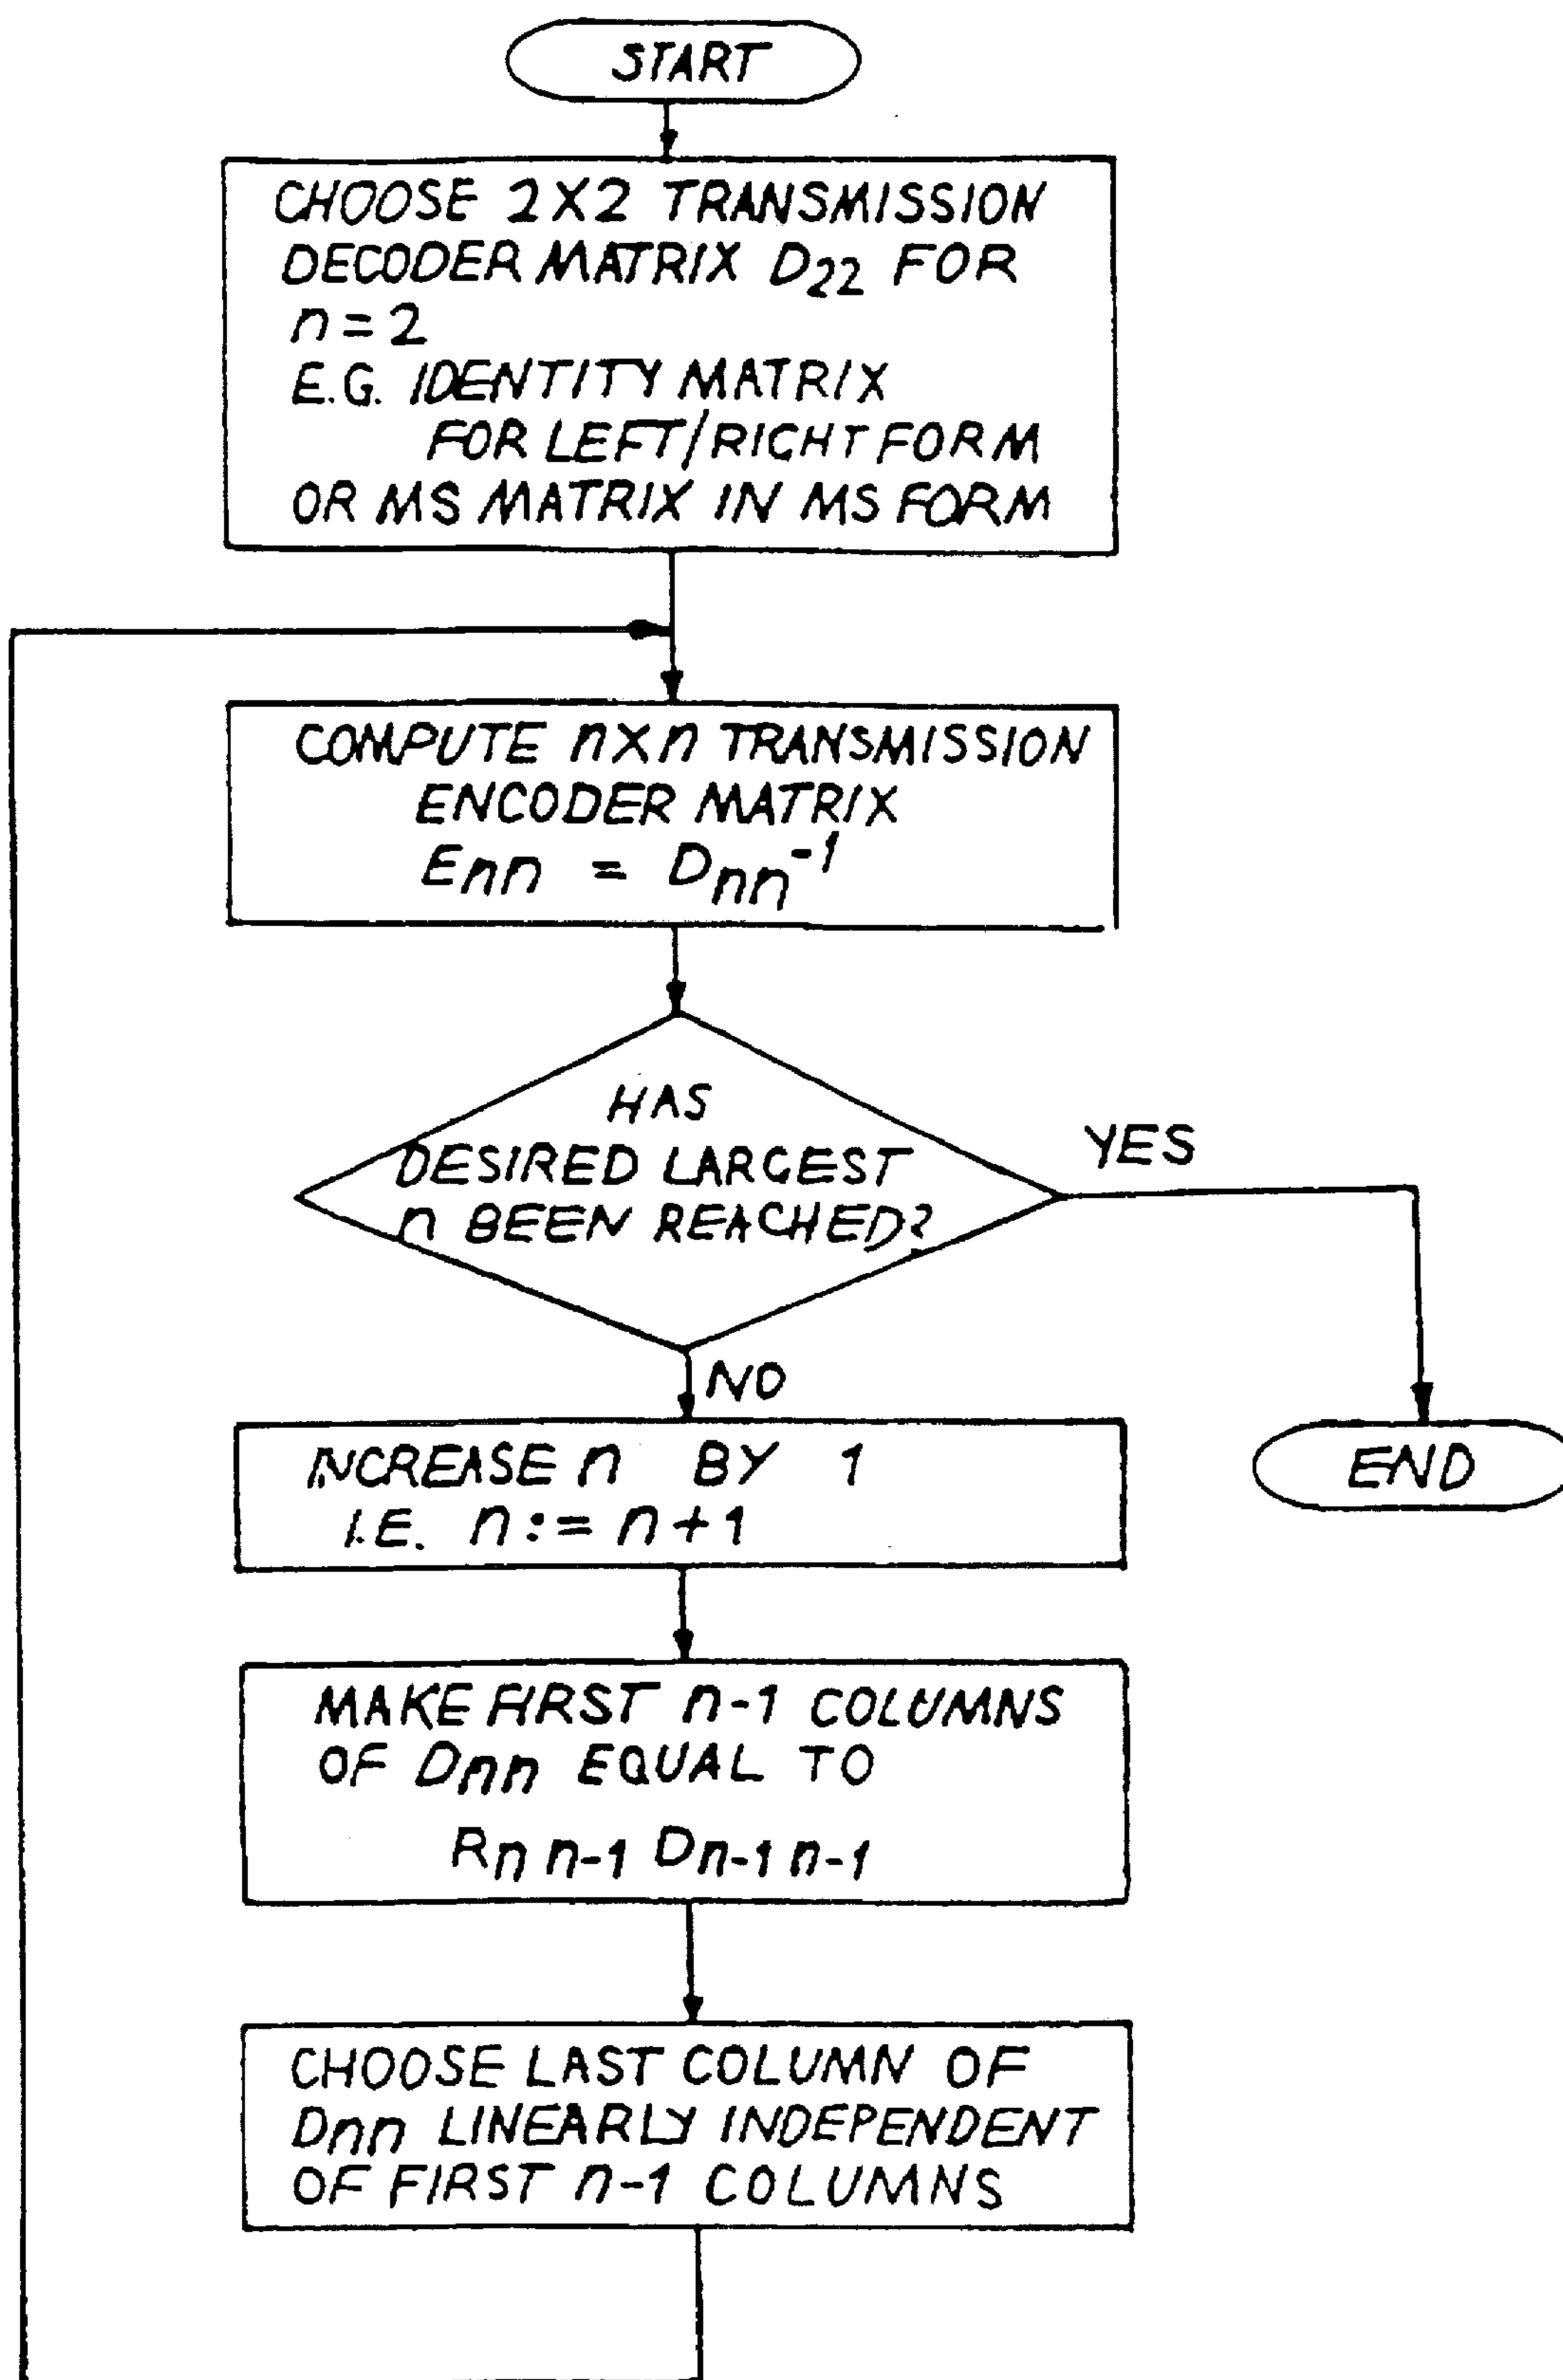 START
CHOOSE 2X2 TRANSMISSION
DECODER MATRIX D22 FOR
n = 2
E.G. IDENTITY MATRIX
FOR LEFT/RIGHT FORM
OR MS MATRIX IN MS FORM
COMPUTE n×n TRANSMISSION
ENCODER MATRIX
Enn = Dnn⁻¹
HAS
DESIRED LARGEST
n BEEN REACHED?
YES
NO
INCREASE n BY 1
I.E. n := n+1
END
MAKE FIRST n-1 COLUMNS
OF Dnn EQUAL TO
Rn n-1 Dn-1 n-1
CHOOSE LAST COLUMN OF
Dnn LINEARLY INDEPENDENT
OF FIRST n-1 COLUMNS